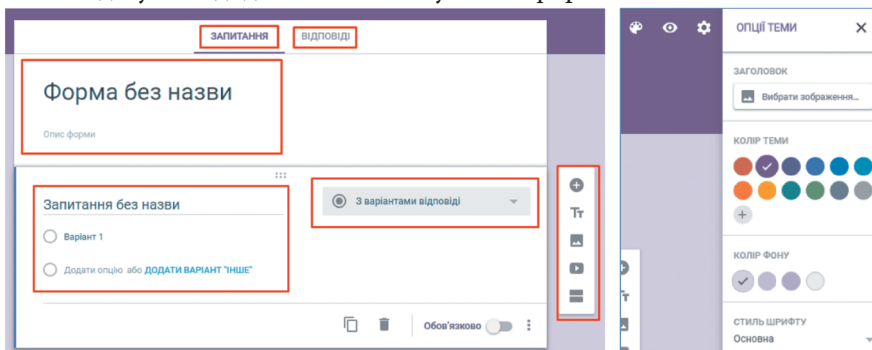 ЗАПИТАННЯ ВІДПОВІДІ
Форма без назви
Опис форми
Запитання без назви
З варіантами відповіді
Варіант 1
Додати опцію або ДОДАТИ ВАРІАНТ "ІНШЕ"
Обов'язково
Тт
ОПЦІЇ ТЕМИ
ЗАГОЛОВОК
Вибрати зображення...
КОЛІР ТЕМИ
КОЛІР ФОНУ
СТИЛЬ ШРИФТУ
Основна